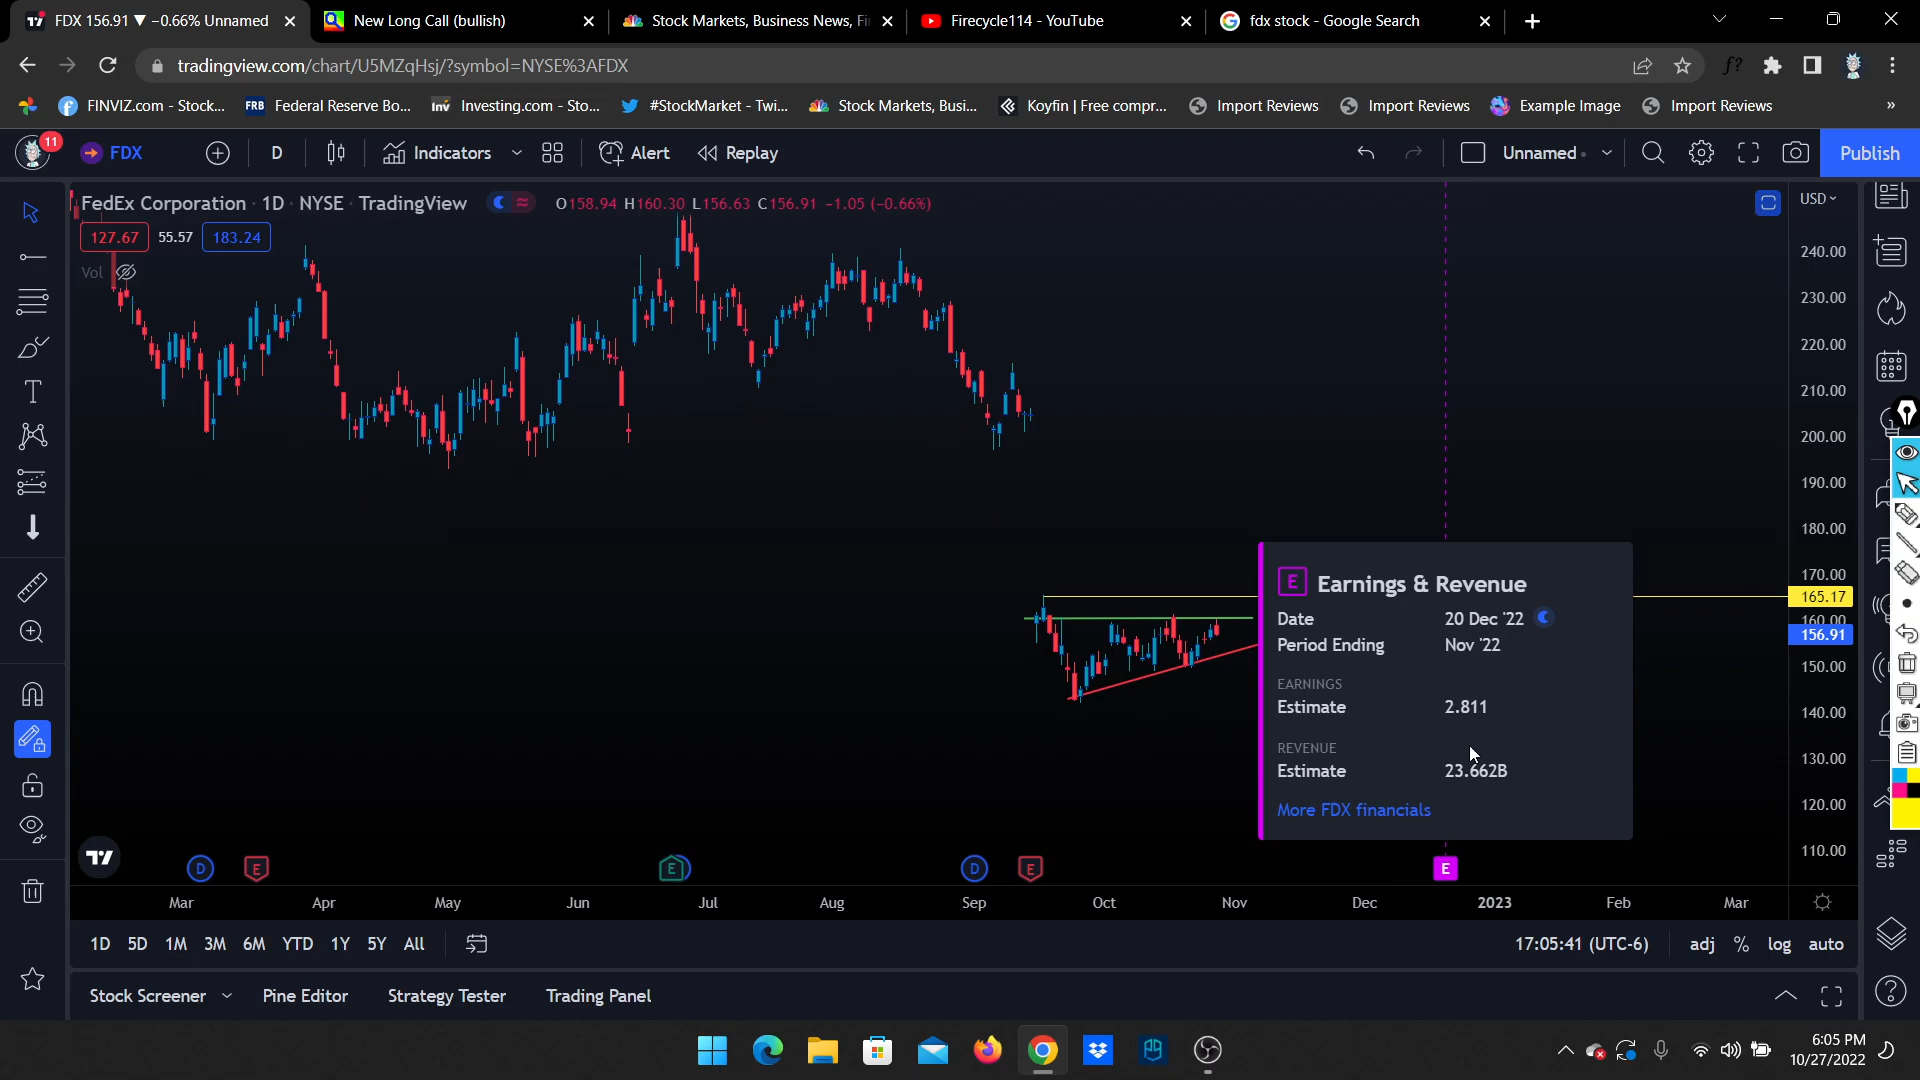 FDX 156.91 ▼ −0.66% Unnamed
New Long Call (bullish)
Stock Markets, Business News, Fi
Firecycle114 - YouTube
fdx stock - Google Search
tradingview.com/chart/U5MZqHsj/?symbol=NYSE%3AFDX
f?
FINVIZ.com - Stock...
FRB Federal Reserve Bo...
Inv Investing.com - Sto...
#StockMarket - Twi...
Stock Markets, Busi...
Koyfin | Free compr...
Import Reviews
Import Reviews
Example Image
Import Reviews
»
11
FDX
D
Indicators
Alert
Replay
Unnamed
Publish
FedEx Corporation · 1D · NYSE · TradingView
O158.94 H160.30 L156.63 C156.91 −1.05 (−0.66%)
USD
127.67 55.57 183.24
Vol
240.00
230.00
220.00
210.00
200.00
190.00
180.00
170.00
165.17
160.00
156.91
150.00
140.00
130.00
120.00
110.00
E Earnings & Revenue
Date 20 Dec '22
Period Ending Nov '22
EARNINGS
Estimate 2.811
REVENUE
Estimate 23.662B
More FDX financials
D E E D E E
Mar Apr May Jun Jul Aug Sep Oct Nov Dec 2023 Feb Mar
1D 5D 1M 3M 6M YTD 1Y 5Y All
17:05:41 (UTC-6) adj % log auto
Stock Screener Pine Editor Strategy Tester Trading Panel
6:05 PM
10/27/2022